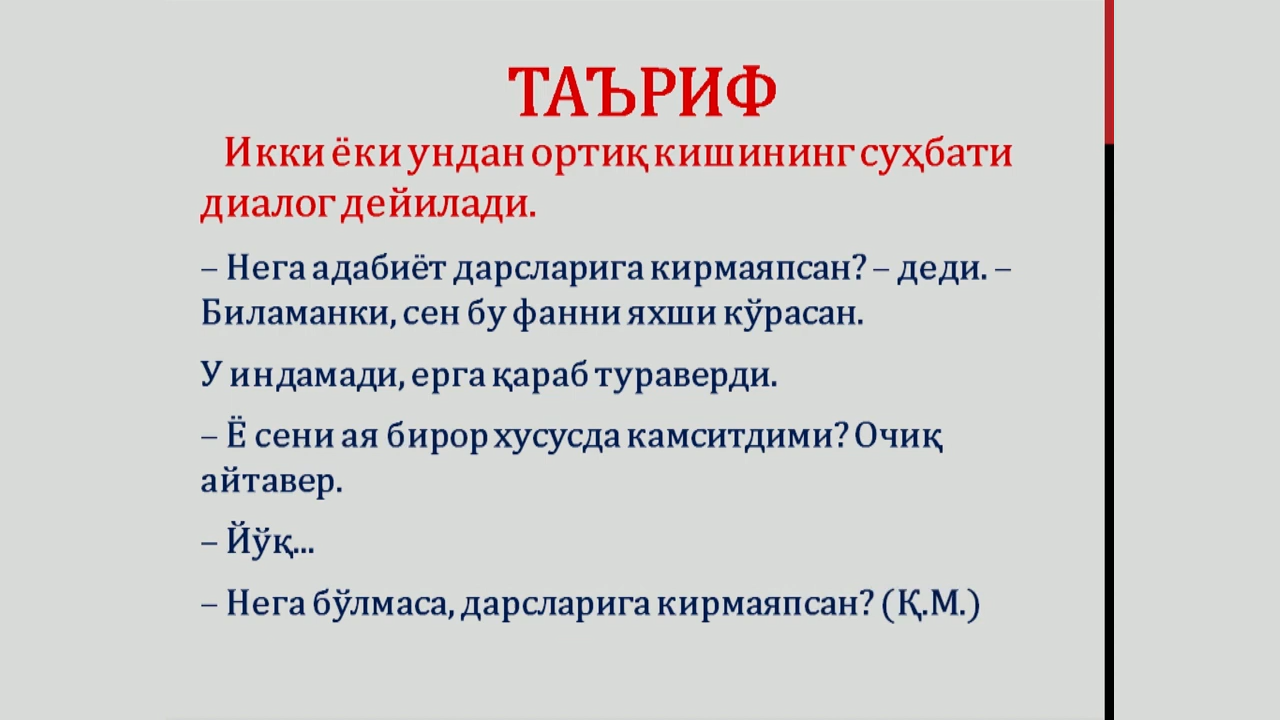 ТАЪРИФ
Икки ёки ундан ортиқ кишининг суҳбати
диалог дейилади.
– Нега адабиёт дарсларига кирмаяпсан? – деди. –
Биламанки, сен бу фанни яхши кўрасан.
У индамади, ерга қараб тураверди.
– Ё сени ая бирор хусусда камситдими? Очиқ
айтавер.
– Йўқ...
– Нега бўлмаса, дарсларига кирмаяпсан? (Қ.М.)